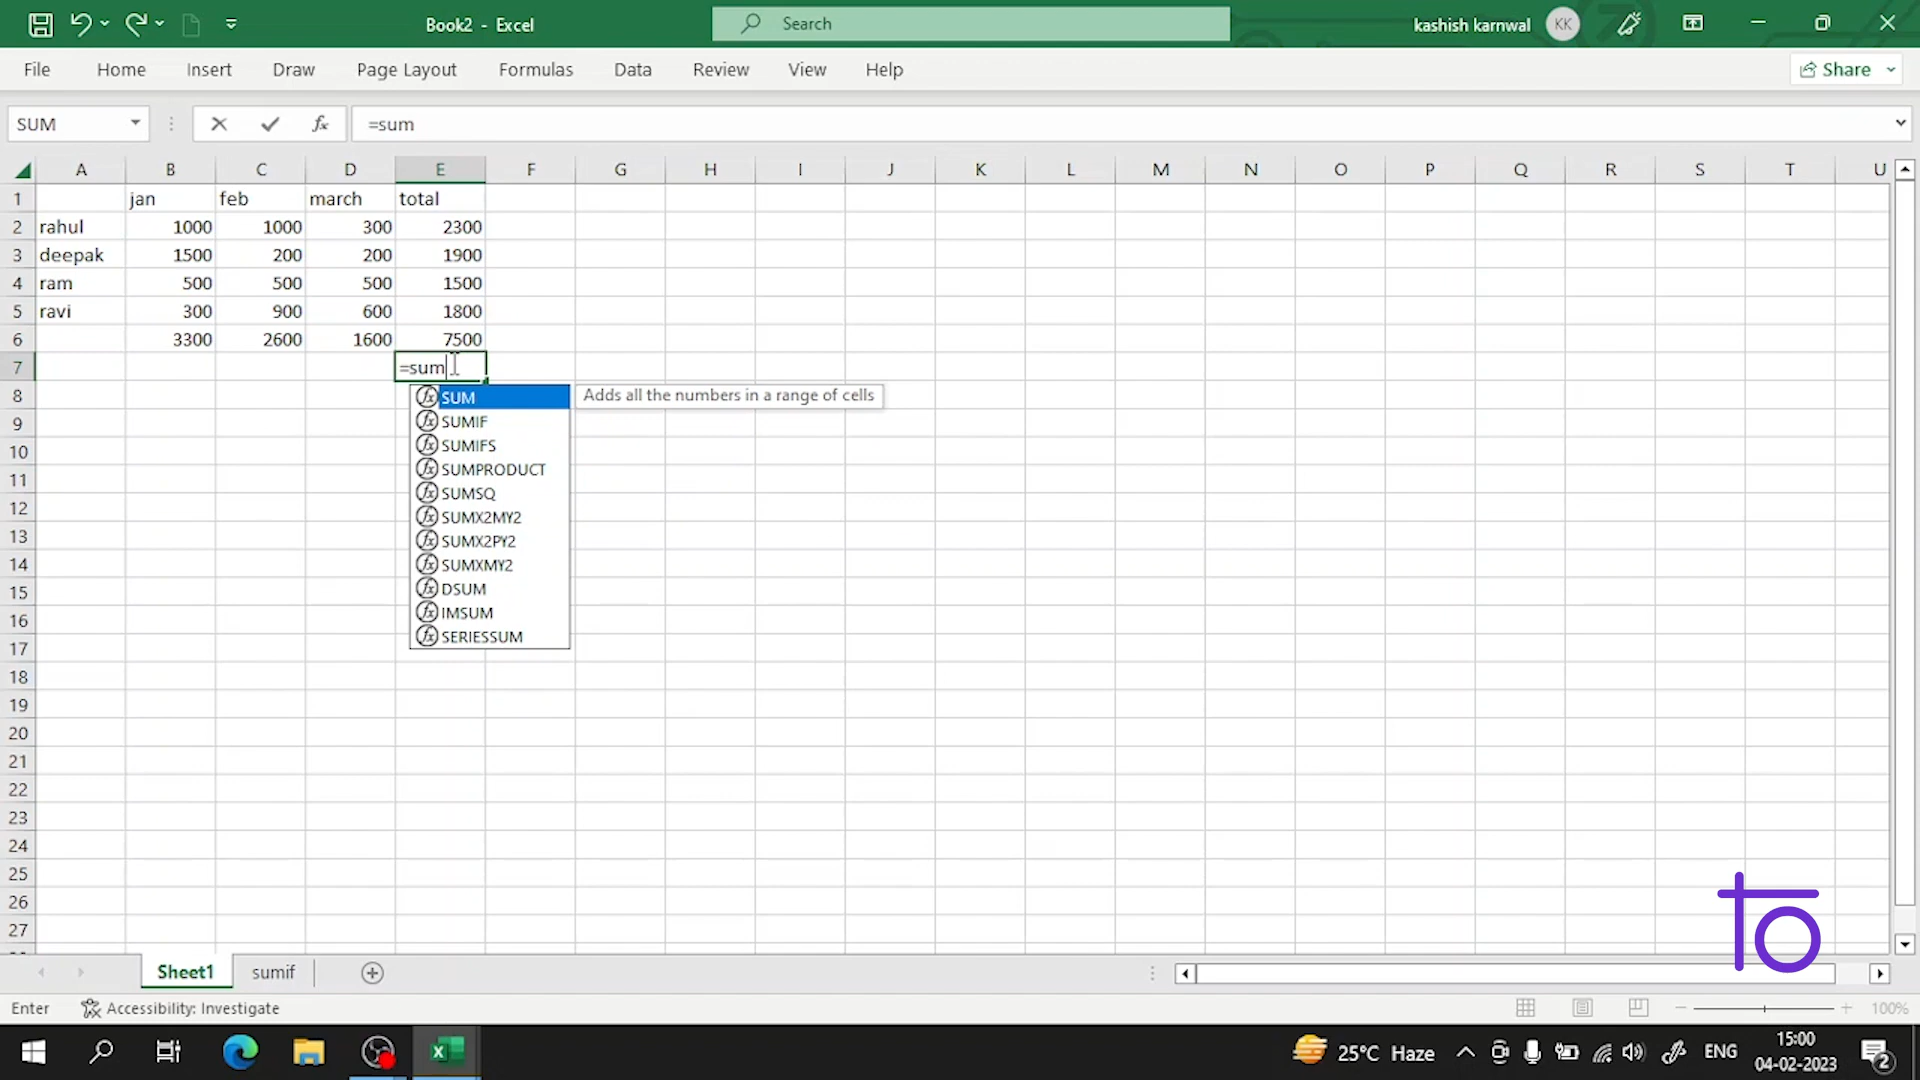 Book2 - Excel
Search
kashish karnwal
KK
File Home Insert Draw Page Layout Formulas Data Review View Help
Share
SUM
fx
=sum
A B C D E F G H I J K L M N O P Q R S T U
1 jan feb march total
2 rahul 1000 1000 300 2300
3 deepak 1500 200 200 1900
4 ram 500 500 500 1500
5 ravi 300 900 600 1800
6 3300 2600 1600 7500
7 =sum
8
9
10
11
12
13
14
15
16
17
18
19
20
21
22
23
24
25
26
27
SUM
Adds all the numbers in a range of cells
SUMIF
SUMIFS
SUMPRODUCT
SUMSQ
SUMX2MY2
SUMX2PY2
SUMXMY2
DSUM
IMSUM
SERIESSUM
to
Sheet1 sumif
Enter Accessibility: Investigate
100%
25°C Haze
ENG
15:00
04-02-2023
2